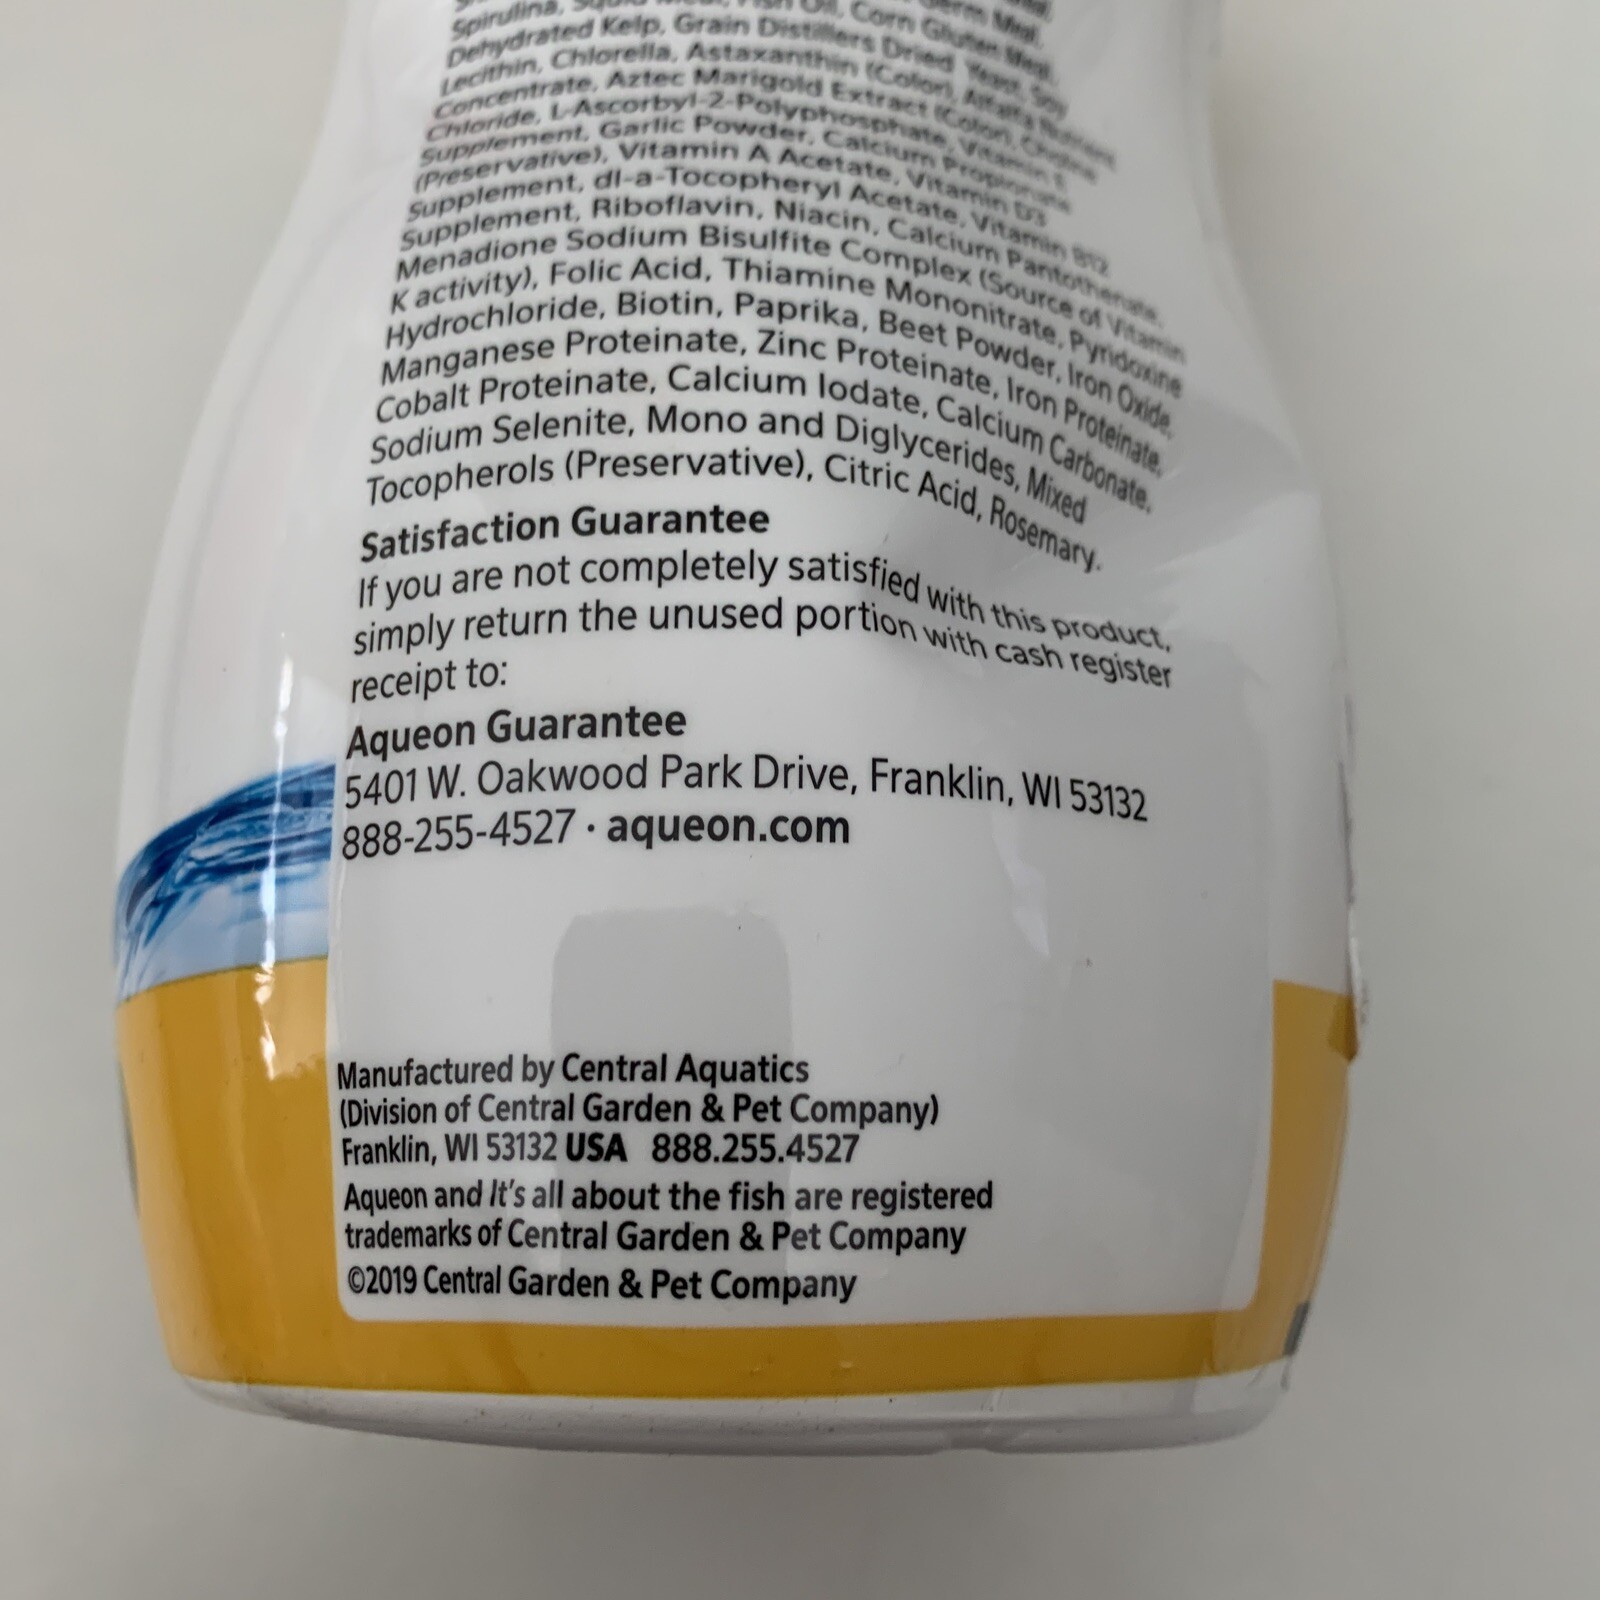 Spirulina, Squid Meal, Fish Oil, Corn Gluten Meal,
Dehydrated Kelp, Grain Distillers Dried Yeast, Soy
Lecithin, Chlorella, Astaxanthin (Color), Alfalfa Nutrient
Concentrate, Aztec Marigold Extract (Color), Choline
Chloride, L-Ascorbyl-2-Polyphosphate, Vitamin E
Supplement, Garlic Powder, Calcium Propionate
(Preservative), Vitamin A Acetate, Vitamin D3
Supplement, dl-a-Tocopheryl Acetate, Vitamin B12
Supplement, Riboflavin, Niacin, Calcium Pantothenate,
Menadione Sodium Bisulfite Complex (Source of Vitamin
K activity), Folic Acid, Thiamine Mononitrate, Pyridoxine
Hydrochloride, Biotin, Paprika, Beet Powder, Iron Oxide,
Manganese Proteinate, Zinc Proteinate, Iron Proteinate,
Cobalt Proteinate, Calcium Iodate, Calcium Carbonate,
Sodium Selenite, Mono and Diglycerides, Mixed
Tocopherols (Preservative), Citric Acid, Rosemary.
Satisfaction Guarantee
If you are not completely satisfied with this product,
simply return the unused portion with cash register
receipt to:
Aqueon Guarantee
5401 W. Oakwood Park Drive, Franklin, WI 53132
888-255-4527 · aqueon.com
Manufactured by Central Aquatics
(Division of Central Garden & Pet Company)
Franklin, WI 53132 USA 888.255.4527
Aqueon and It's all about the fish are registered
trademarks of Central Garden & Pet Company
©2019 Central Garden & Pet Company